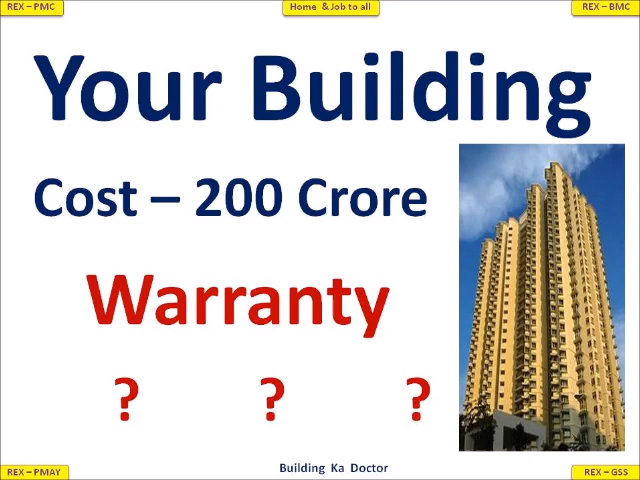 REX – PMC
Home & Job to all
REX – BMC
Your Building
Cost – 200 Crore
Warranty
? ? ?
REX – PMAY
Building Ka Doctor
REX – GSS